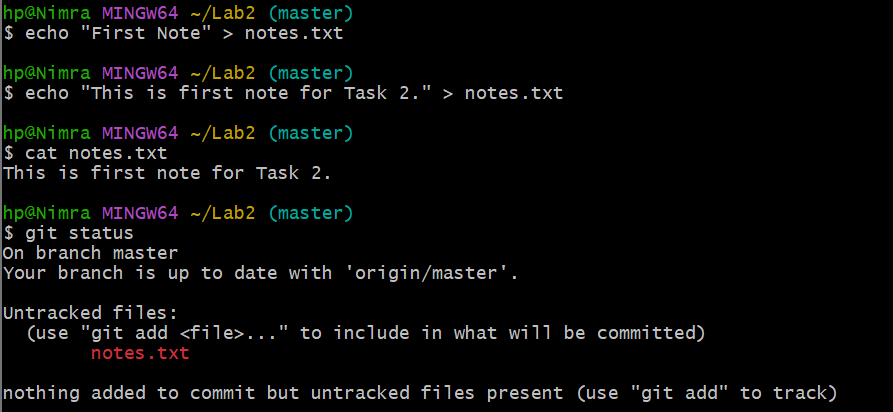 hp@Nimra MINGW64 ~/Lab2 (master)
$ echo "First Note" > notes.txt
hp@Nimra MINGW64 ~/Lab2 (master)
$ echo "This is first note for Task 2." > notes.txt
hp@Nimra MINGW64 ~/Lab2 (master)
$ cat notes.txt
This is first note for Task 2.
hp@Nimra MINGW64 ~/Lab2 (master)
$ git status
On branch master
Your branch is up to date with 'origin/master'.
Untracked files:
  (use "git add <file>..." to include in what will be committed)
        notes.txt
nothing added to commit but untracked files present (use "git add" to track)